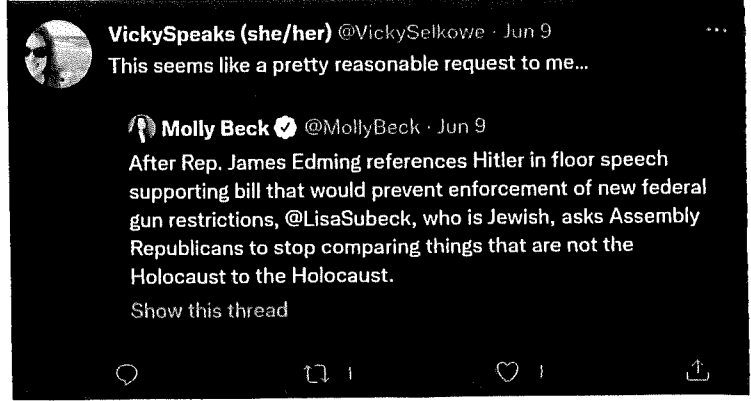 VickySpeaks (she/her) @VickySelkowe · Jun 9
This seems like a pretty reasonable request to me...
Molly Beck @MollyBeck · Jun 9
After Rep. James Edming references Hitler in floor speech
supporting bill that would prevent enforcement of new federal
gun restrictions, @LisaSubeck, who is Jewish, asks Assembly
Republicans to stop comparing things that are not the
Holocaust to the Holocaust.
Show this thread
1 1